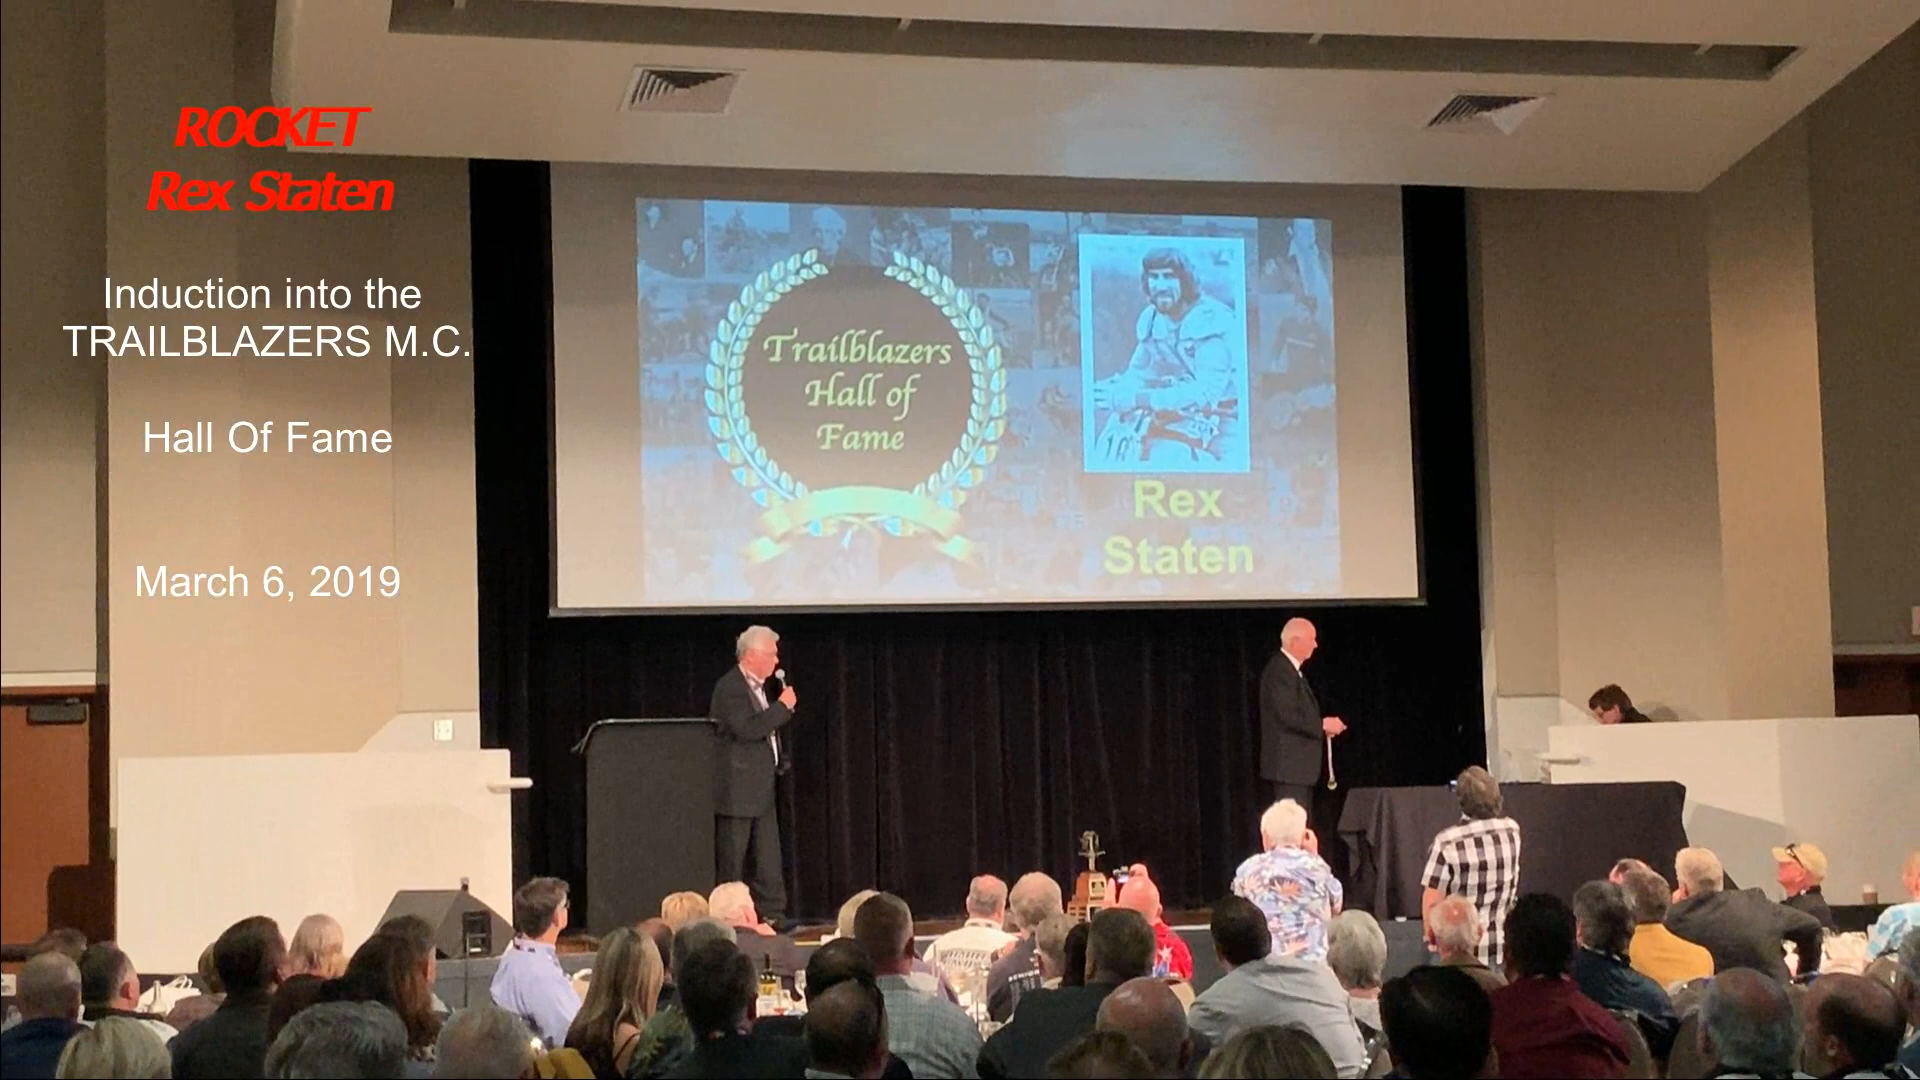 ROCKET
Rex Staten
Induction into the
TRAILBLAZERS M.C.
Hall Of Fame
March 6, 2019
Trailblazers
Hall of
Fame
16
Rex
Staten